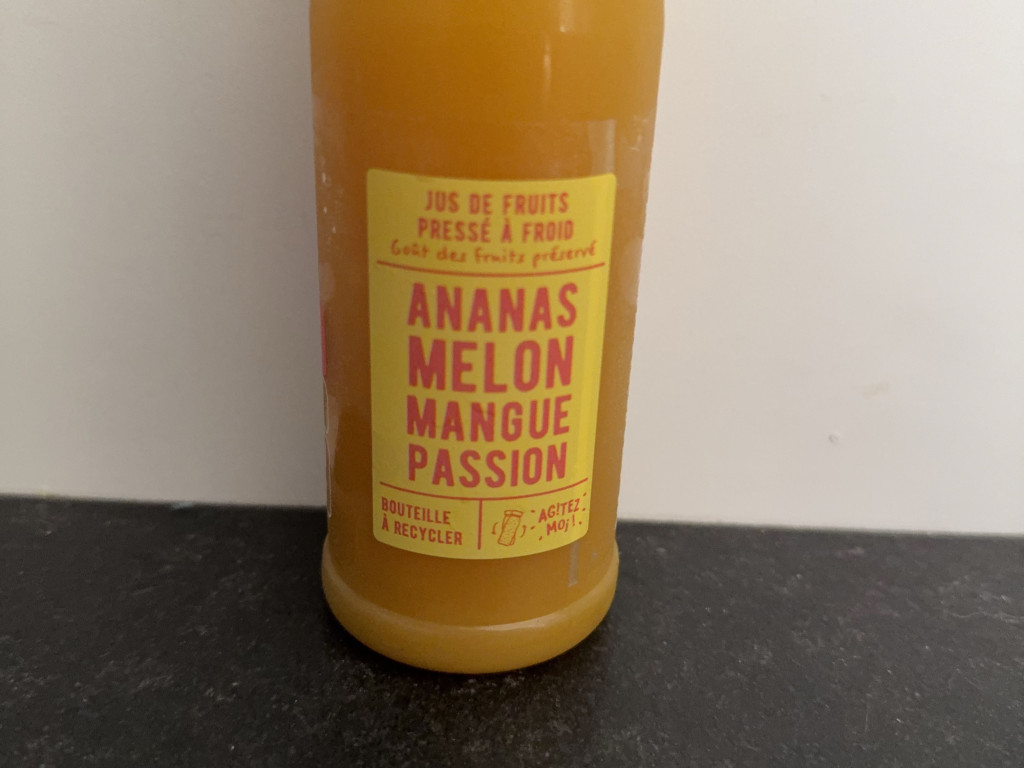 JUS DE FRUITS
PRESSÉ À FROID
Goût des fruits préservé
ANANAS
MELON
MANGUE
PASSION
BOUTEILLE
À RECYCLER
AGITEZ
MOi!